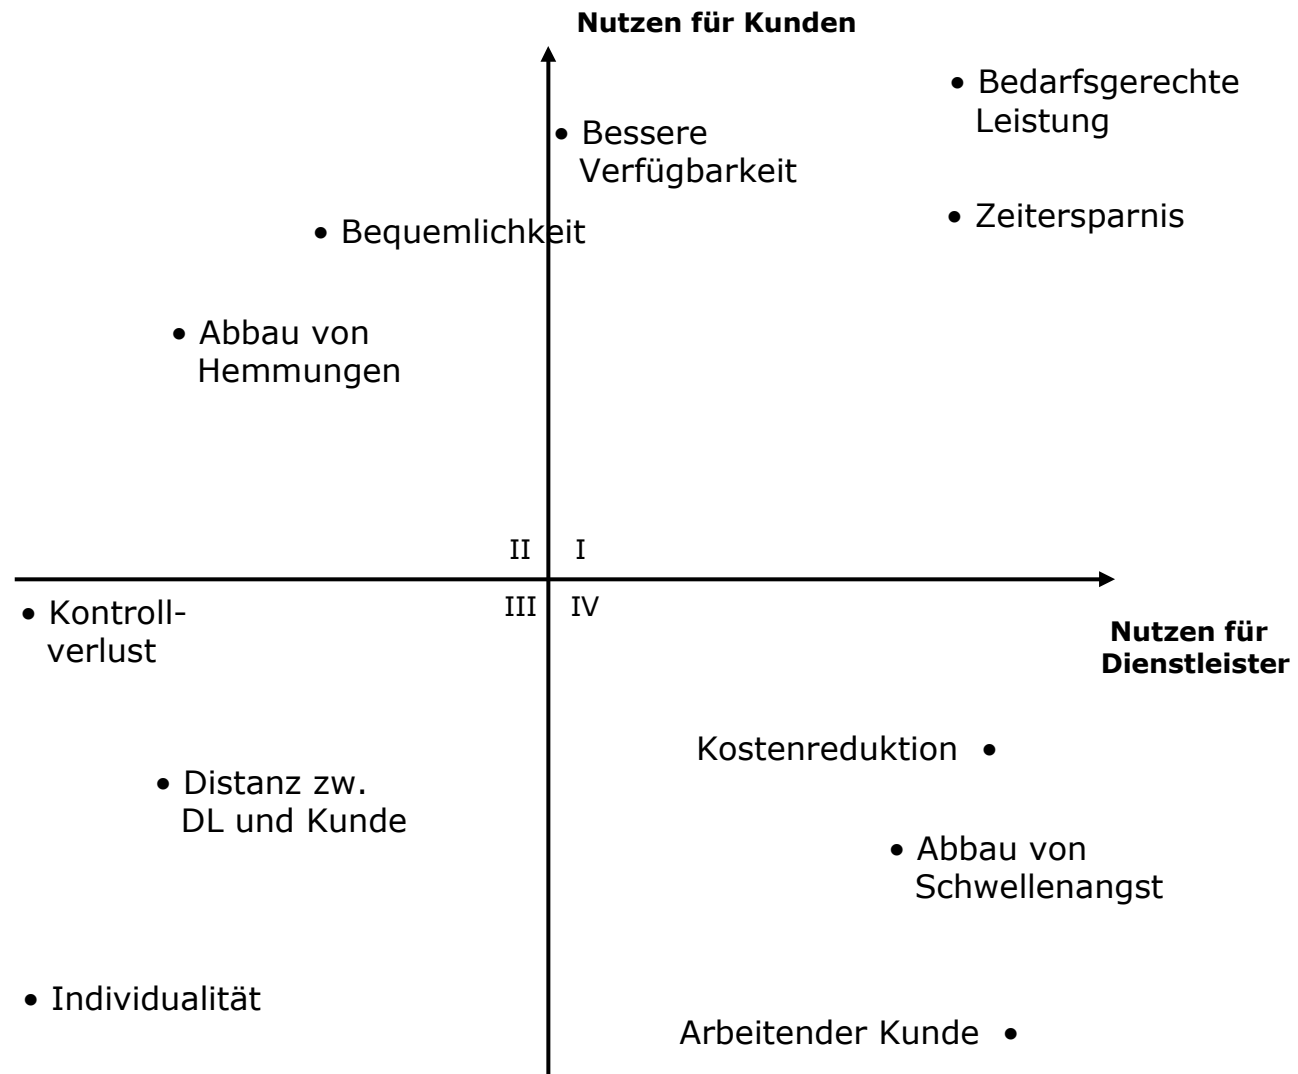 Nutzen für Kunden
• Bedarfsgerechte
Leistung
• Bessere
Verfügbarkeit
• Zeitersparnis
• Bequemlichkeit
• Abbau von
Hemmungen
II
I
III
IV
• Kontroll-
verlust
Nutzen für
Dienstleister
Kostenreduktion •
• Distanz zw.
DL und Kunde
• Abbau von
Schwellenangst
• Individualität
Arbeitender Kunde •